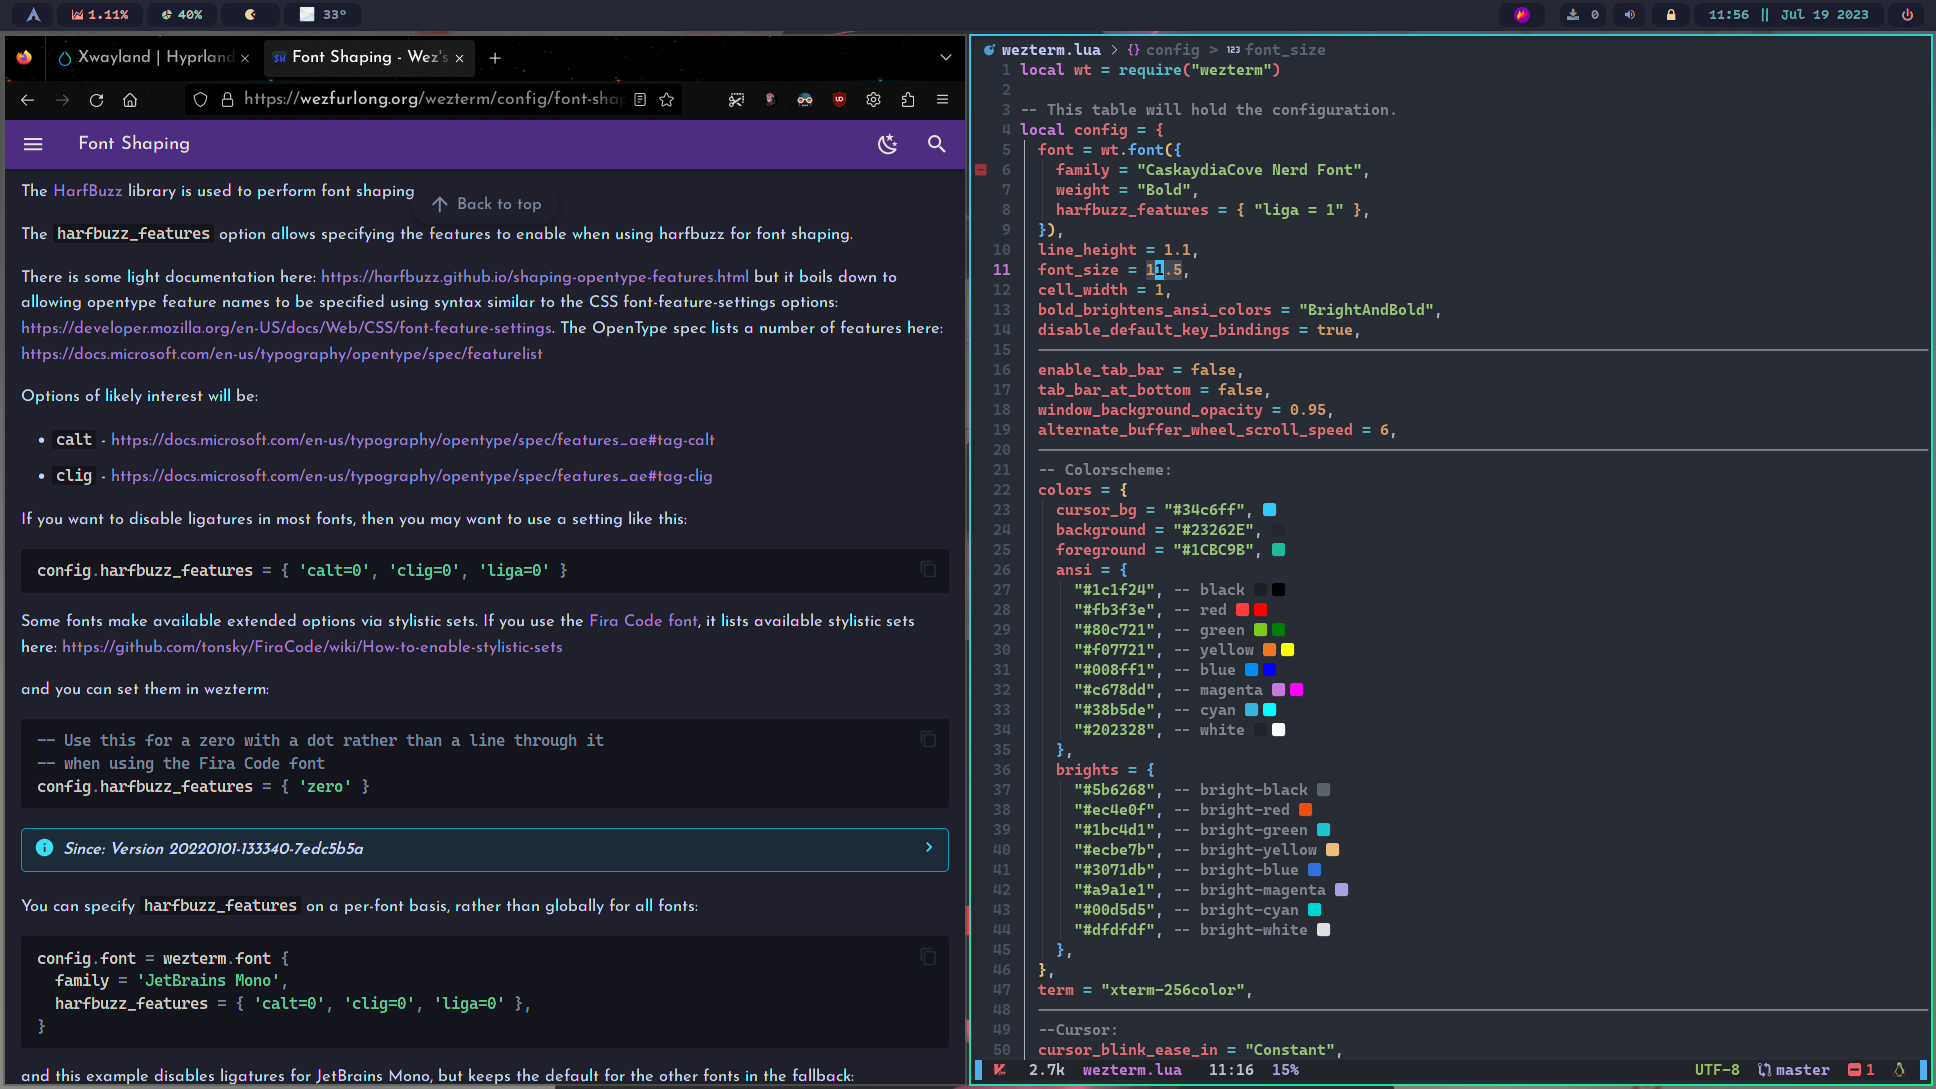 1.11%
40%
33°
0
11:56 || Jul 19 2023
Xwayland | Hyprland
Font Shaping - Wez's
https://wezfurlong.org/wezterm/config/font-shap
Font Shaping
The HarfBuzz library is used to perform font shaping
Back to top
The harfbuzz_features option allows specifying the features to enable when using harfbuzz for font shaping.
There is some light documentation here: https://harfbuzz.github.io/shaping-opentype-features.html but it boils down to
allowing opentype feature names to be specified using syntax similar to the CSS font-feature-settings options:
https://developer.mozilla.org/en-US/docs/Web/CSS/font-feature-settings. The OpenType spec lists a number of features here:
https://docs.microsoft.com/en-us/typography/opentype/spec/featurelist
Options of likely interest will be:
• calt - https://docs.microsoft.com/en-us/typography/opentype/spec/features_ae#tag-calt
• clig - https://docs.microsoft.com/en-us/typography/opentype/spec/features_ae#tag-clig
If you want to disable ligatures in most fonts, then you may want to use a setting like this:
config.harfbuzz_features = { 'calt=0', 'clig=0', 'liga=0' }
Some fonts make available extended options via stylistic sets. If you use the Fira Code font, it lists available stylistic sets
here: https://github.com/tonsky/FiraCode/wiki/How-to-enable-stylistic-sets
and you can set them in wezterm:
-- Use this for a zero with a dot rather than a line through it
-- when using the Fira Code font
config.harfbuzz_features = { 'zero' }
Since: Version 20220101-133340-7edc5b5a
You can specify harfbuzz_features on a per-font basis, rather than globally for all fonts:
config.font = wezterm.font {
family = 'JetBrains Mono',
harfbuzz_features = { 'calt=0', 'clig=0', 'liga=0' },
}
and this example disables ligatures for JetBrains Mono, but keeps the default for the other fonts in the fallback:
wezterm.lua > {} config > 123 font_size
1 local wt = require("wezterm")
2
3 -- This table will hold the configuration.
4 local config = {
5 font = wt.font({
6 family = "CaskaydiaCove Nerd Font",
7 weight = "Bold",
8 harfbuzz_features = { "liga = 1" },
9 }),
10 line_height = 1.1,
11 font_size = 11.5,
12 cell_width = 1,
13 bold_brightens_ansi_colors = "BrightAndBold",
14 disable_default_key_bindings = true,
15
16 enable_tab_bar = false,
17 tab_bar_at_bottom = false,
18 window_background_opacity = 0.95,
19 alternate_buffer_wheel_scroll_speed = 6,
20
21 -- Colorscheme:
22 colors = {
23 cursor_bg = "#34c6ff",
24 background = "#23262E",
25 foreground = "#1CBC9B",
26 ansi = {
27 "#1c1f24", -- black
28 "#fb3f3e", -- red
29 "#80c721", -- green
30 "#f07721", -- yellow
31 "#008ff1", -- blue
32 "#c678dd", -- magenta
33 "#38b5de", -- cyan
34 "#202328", -- white
35 },
36 brights = {
37 "#5b6268", -- bright-black
38 "#ec4e0f", -- bright-red
39 "#1bc4d1", -- bright-green
40 "#ecbe7b", -- bright-yellow
41 "#3071db", -- bright-blue
42 "#a9a1e1", -- bright-magenta
43 "#00d5d5", -- bright-cyan
44 "#dfdfdf", -- bright-white
45 },
46 },
47 term = "xterm-256color",
48
49 --Cursor:
50 cursor_blink_ease_in = "Constant",
2.7k wezterm.lua 11:16 15%
UTF-8 master 1